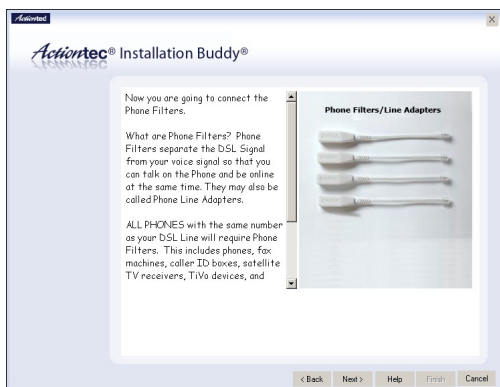 Actiontec
X
Actiontec® Installation Buddy®
Now you are going to connect the
Phone Filters.
What are Phone Filters? Phone
Filters separate the DSL Signal
from your voice signal so that you
can talk on the Phone and be online
at the same time. They may also be
called Phone Line Adapters.
ALL PHONES with the same number
as your DSL Line will require Phone
Filters. This includes phones, fax
machines, caller ID boxes, satellite
TV receivers, TiVo devices, and
Phone Filters/Line Adapters
< Back Next > Help Finish Cancel